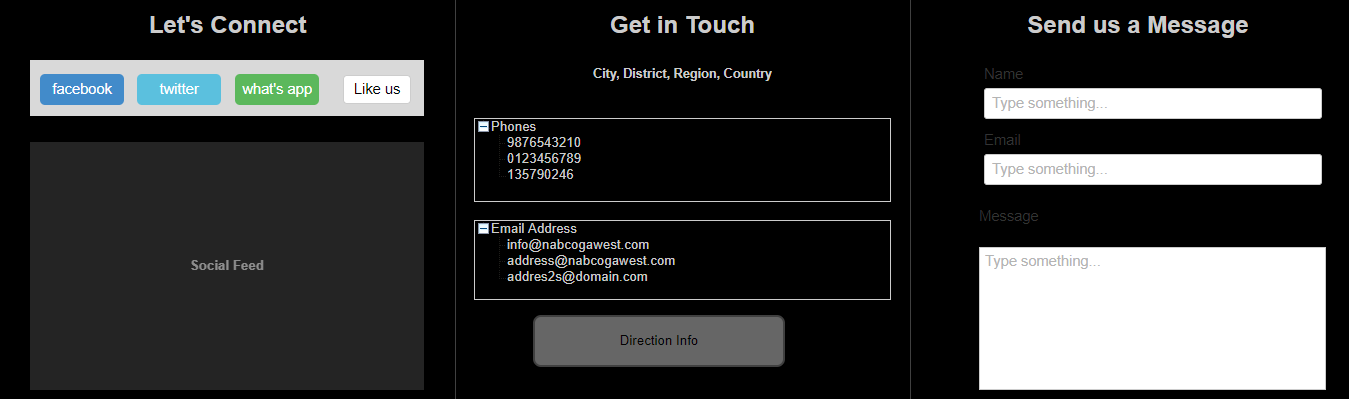 Let's Connect
facebook
twitter
what's app
Like us
Social Feed
Get in Touch
City, District, Region, Country
Phones
9876543210
0123456789
135790246
Email Address
info@nabcogawest.com
address@nabcogawest.com
addres2s@domain.com
Direction Info
Send us a Message
Name
Type something...
Email
Type something...
Message
Type something...